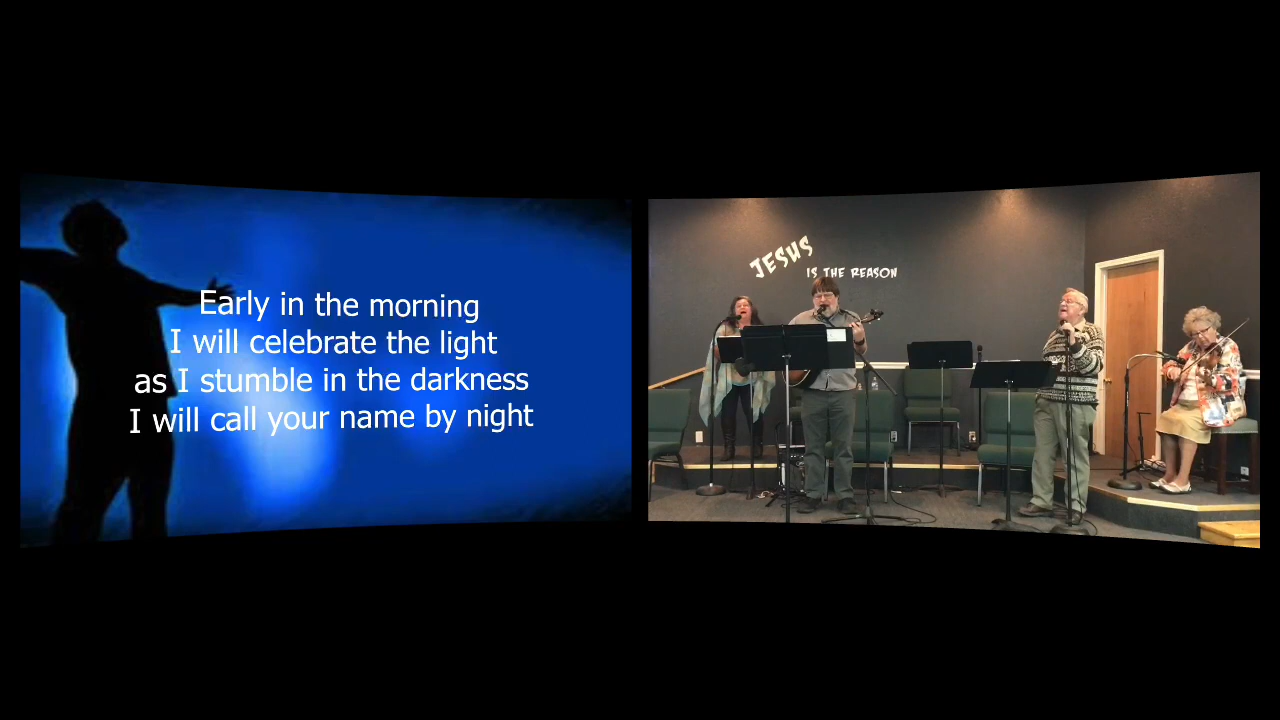 Early in the morning
I will celebrate the light
as I stumble in the darkness
I will call your name by night
JESUS
IS THE REASON